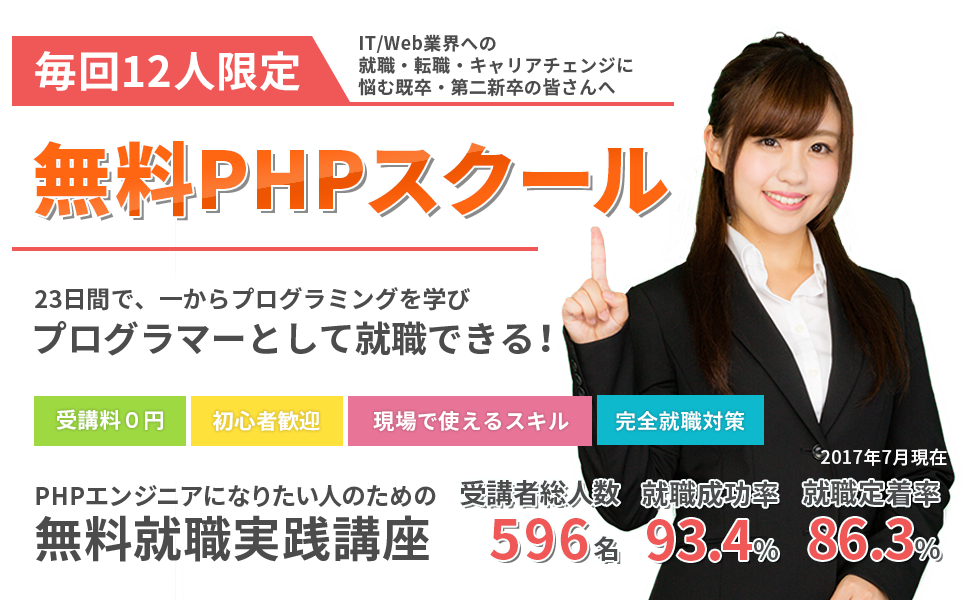 毎回12人限定
IT/Web業界への
就職・転職・キャリアチェンジに
悩む既卒・第二新卒の皆さんへ
無料PHPスクール
23日間で、一からプログラミングを学び
プログラマーとして就職できる！
受講料０円
初心者歓迎
現場で使えるスキル
完全就職対策
2017年7月現在
PHPエンジニアになりたい人のための
無料就職実践講座
受講者総人数
596名
就職成功率
93.4%
就職定着率
86.3%